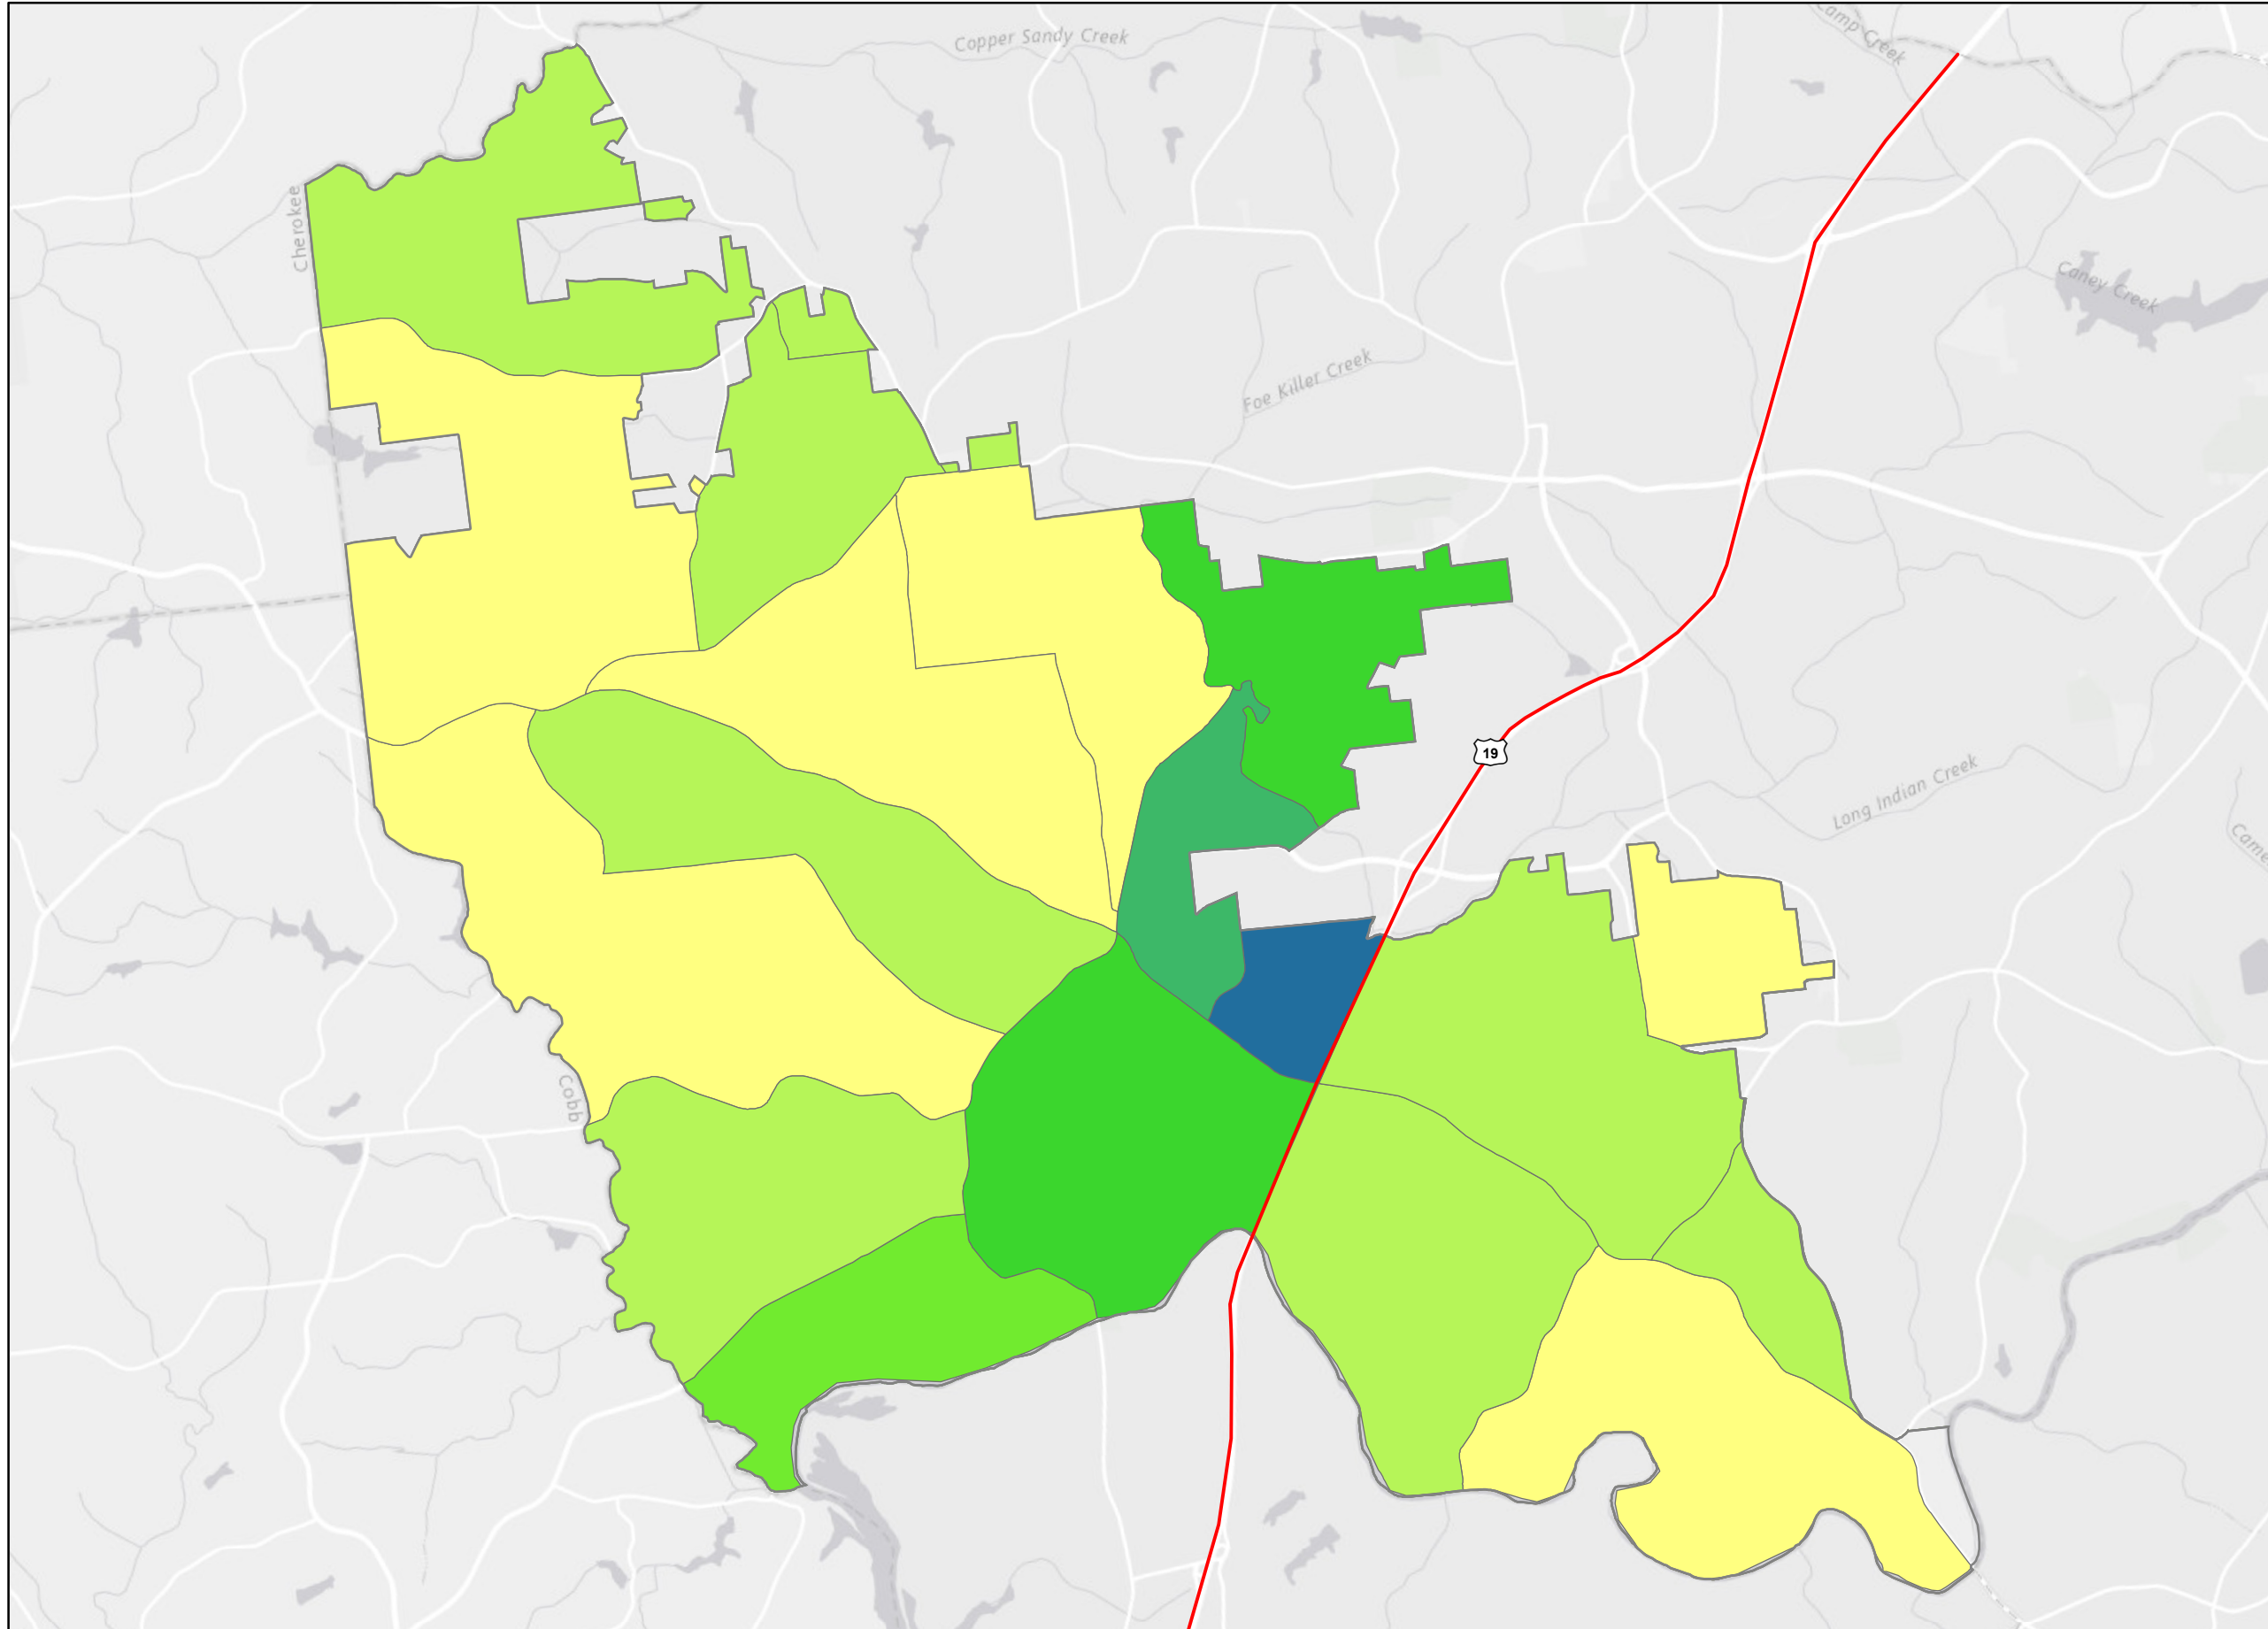 Copper Sandy Creek
Camp Creek
Cherokee
Caney Creek
Foe Killer Creek
19
Long Indian Creek
Cobb